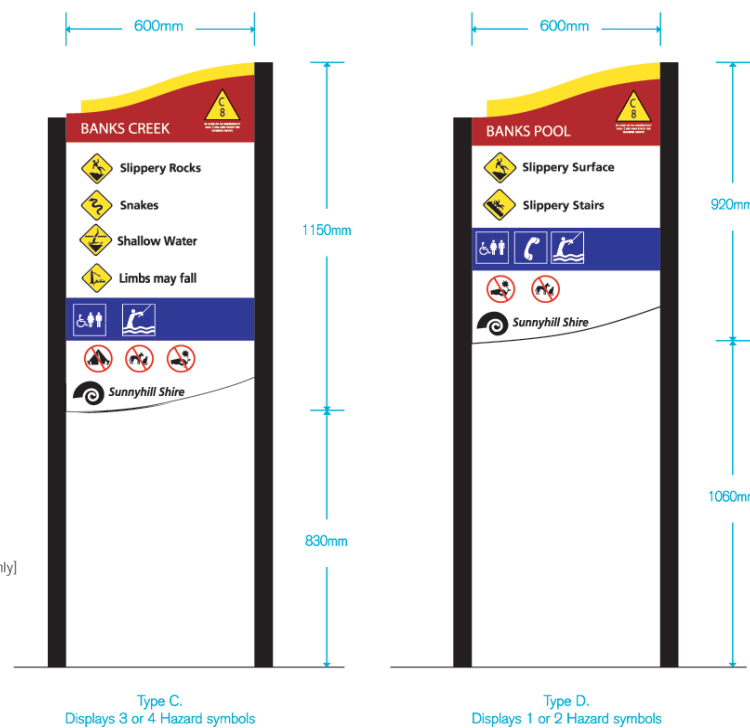 600mm
C
8
BANKS CREEK
Slippery Rocks
Snakes
Shallow Water
Limbs may fall
Sunnyhill Shire
1150mm
830mm
nly]
Type C.
Displays 3 or 4 Hazard symbols
600mm
C
8
BANKS POOL
Slippery Surface
Slippery Stairs
Sunnyhill Shire
920mm
1060mm
Type D.
Displays 1 or 2 Hazard symbols